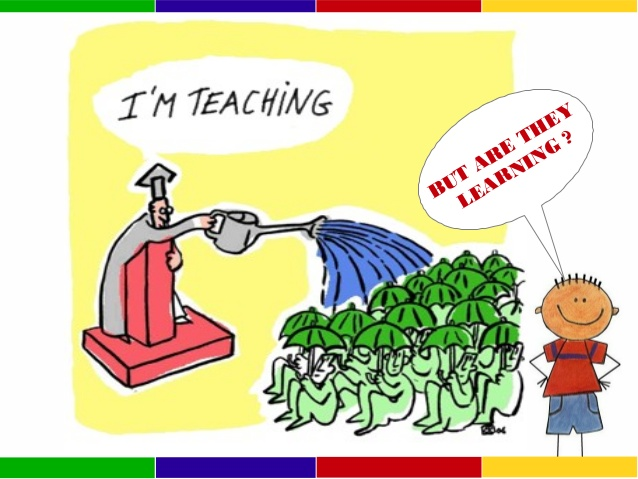 I'M TEACHiNG
BUT ARE THEY
LEARNING ?